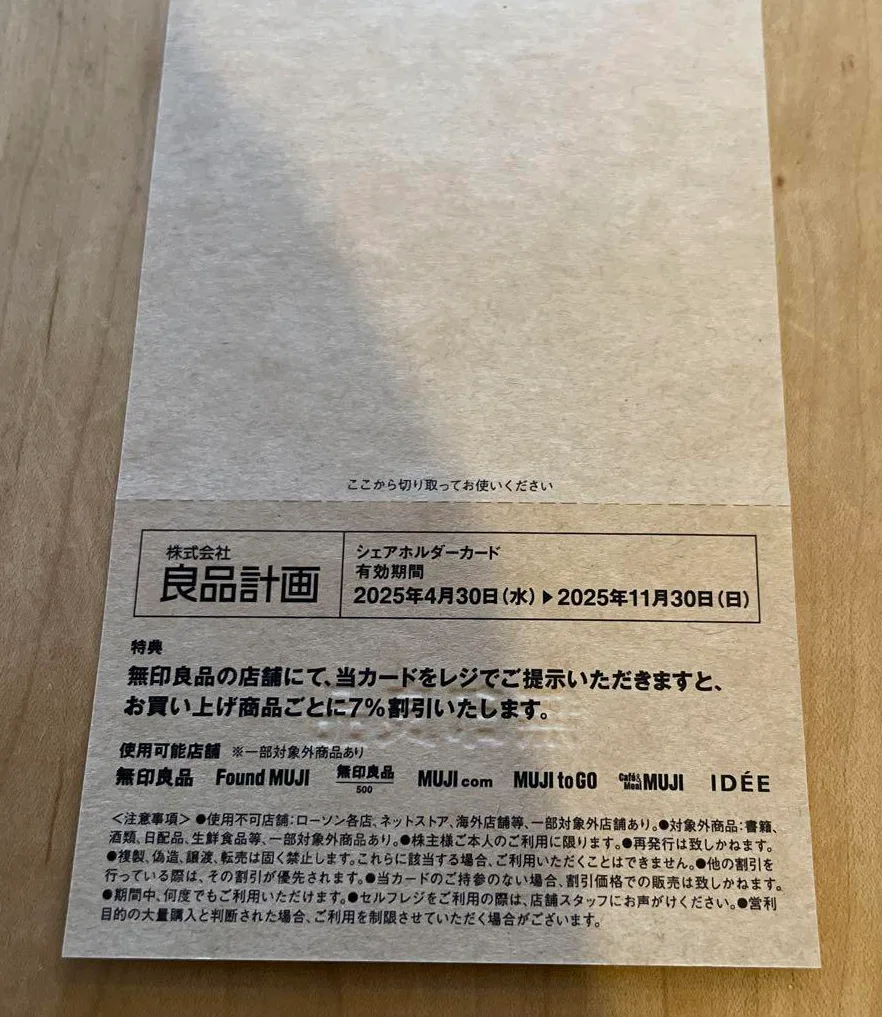 ここから切り取ってお使いください
株式会社
良品計画
シェアホルダーカード
有効期間
2025年4月30日(水)▶2025年11月30日(日)
特典
無印良品の店舗にて、当カードをレジでご提示いただきますと、
お買い上げ商品ごとに7%割引いたします。
使用可能店舗 ※一部対象外商品あり
無印良品 Found MUJI 無印良品 500 MUJI com MUJI to GO Café& Meal MUJI IDÉE
<注意事項> ●使用不可店舗:ローソン各店、ネットストア、海外店舗等、一部対象外店舗あり。●対象外商品:書籍、
酒類、日配品、生鮮食品等、一部対象外商品あり。●株主様ご本人のご利用に限ります。●再発行は致しかねます。
●複製、偽造、譲渡、転売は固く禁止します。これらに該当する場合、ご利用いただくことはできません。●他の割引を
行っている際は、その割引が優先されます。●当カードのご持参のない場合、割引価格での販売は致しかねます。
●期間中、何度でもご利用いただけます。●セルフレジをご利用の際は、店舗スタッフにお声がけください。●営利
目的の大量購入と判断された場合、ご利用を制限させていただく場合がございます。